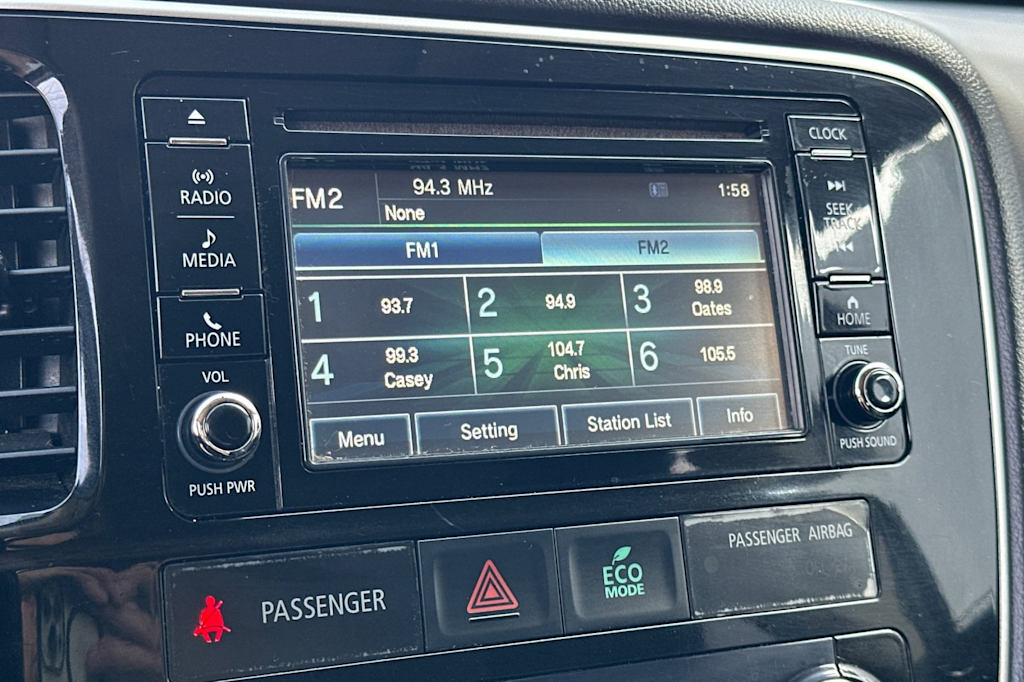 CLOCK
RADIO
SEEK
TRACK
MEDIA
HOME
PHONE
VOL
TUNE
PUSH PWR
PUSH SOUND
FM2 94.3 MHz 1:58
None
FM1 FM2
1 93.7 2 94.9 3 98.9
Oates
4 99.3 5 104.7 6 105.5
Casey Chris
Menu Setting Station List Info
PASSENGER
ECO
MODE
PASSENGER AIRBAG